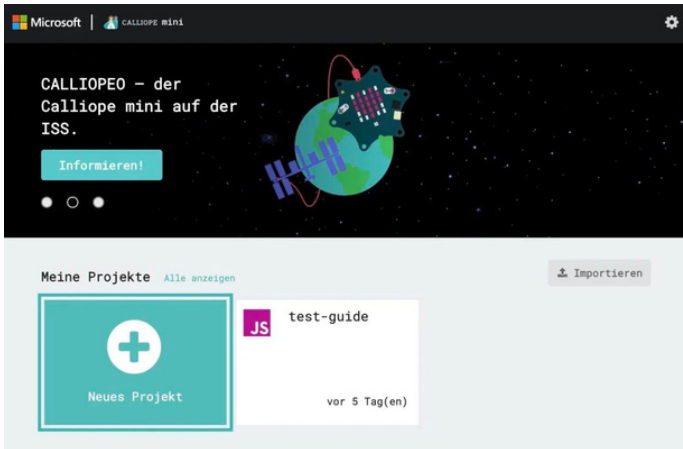 Microsoft | CALLIOPE mini
CALLIOPEO – der
Calliope mini auf der
ISS.
Informieren!
Meine Projekte Alle anzeigen
Importieren
JS test-guide
Neues Projekt
vor 5 Tag(en)